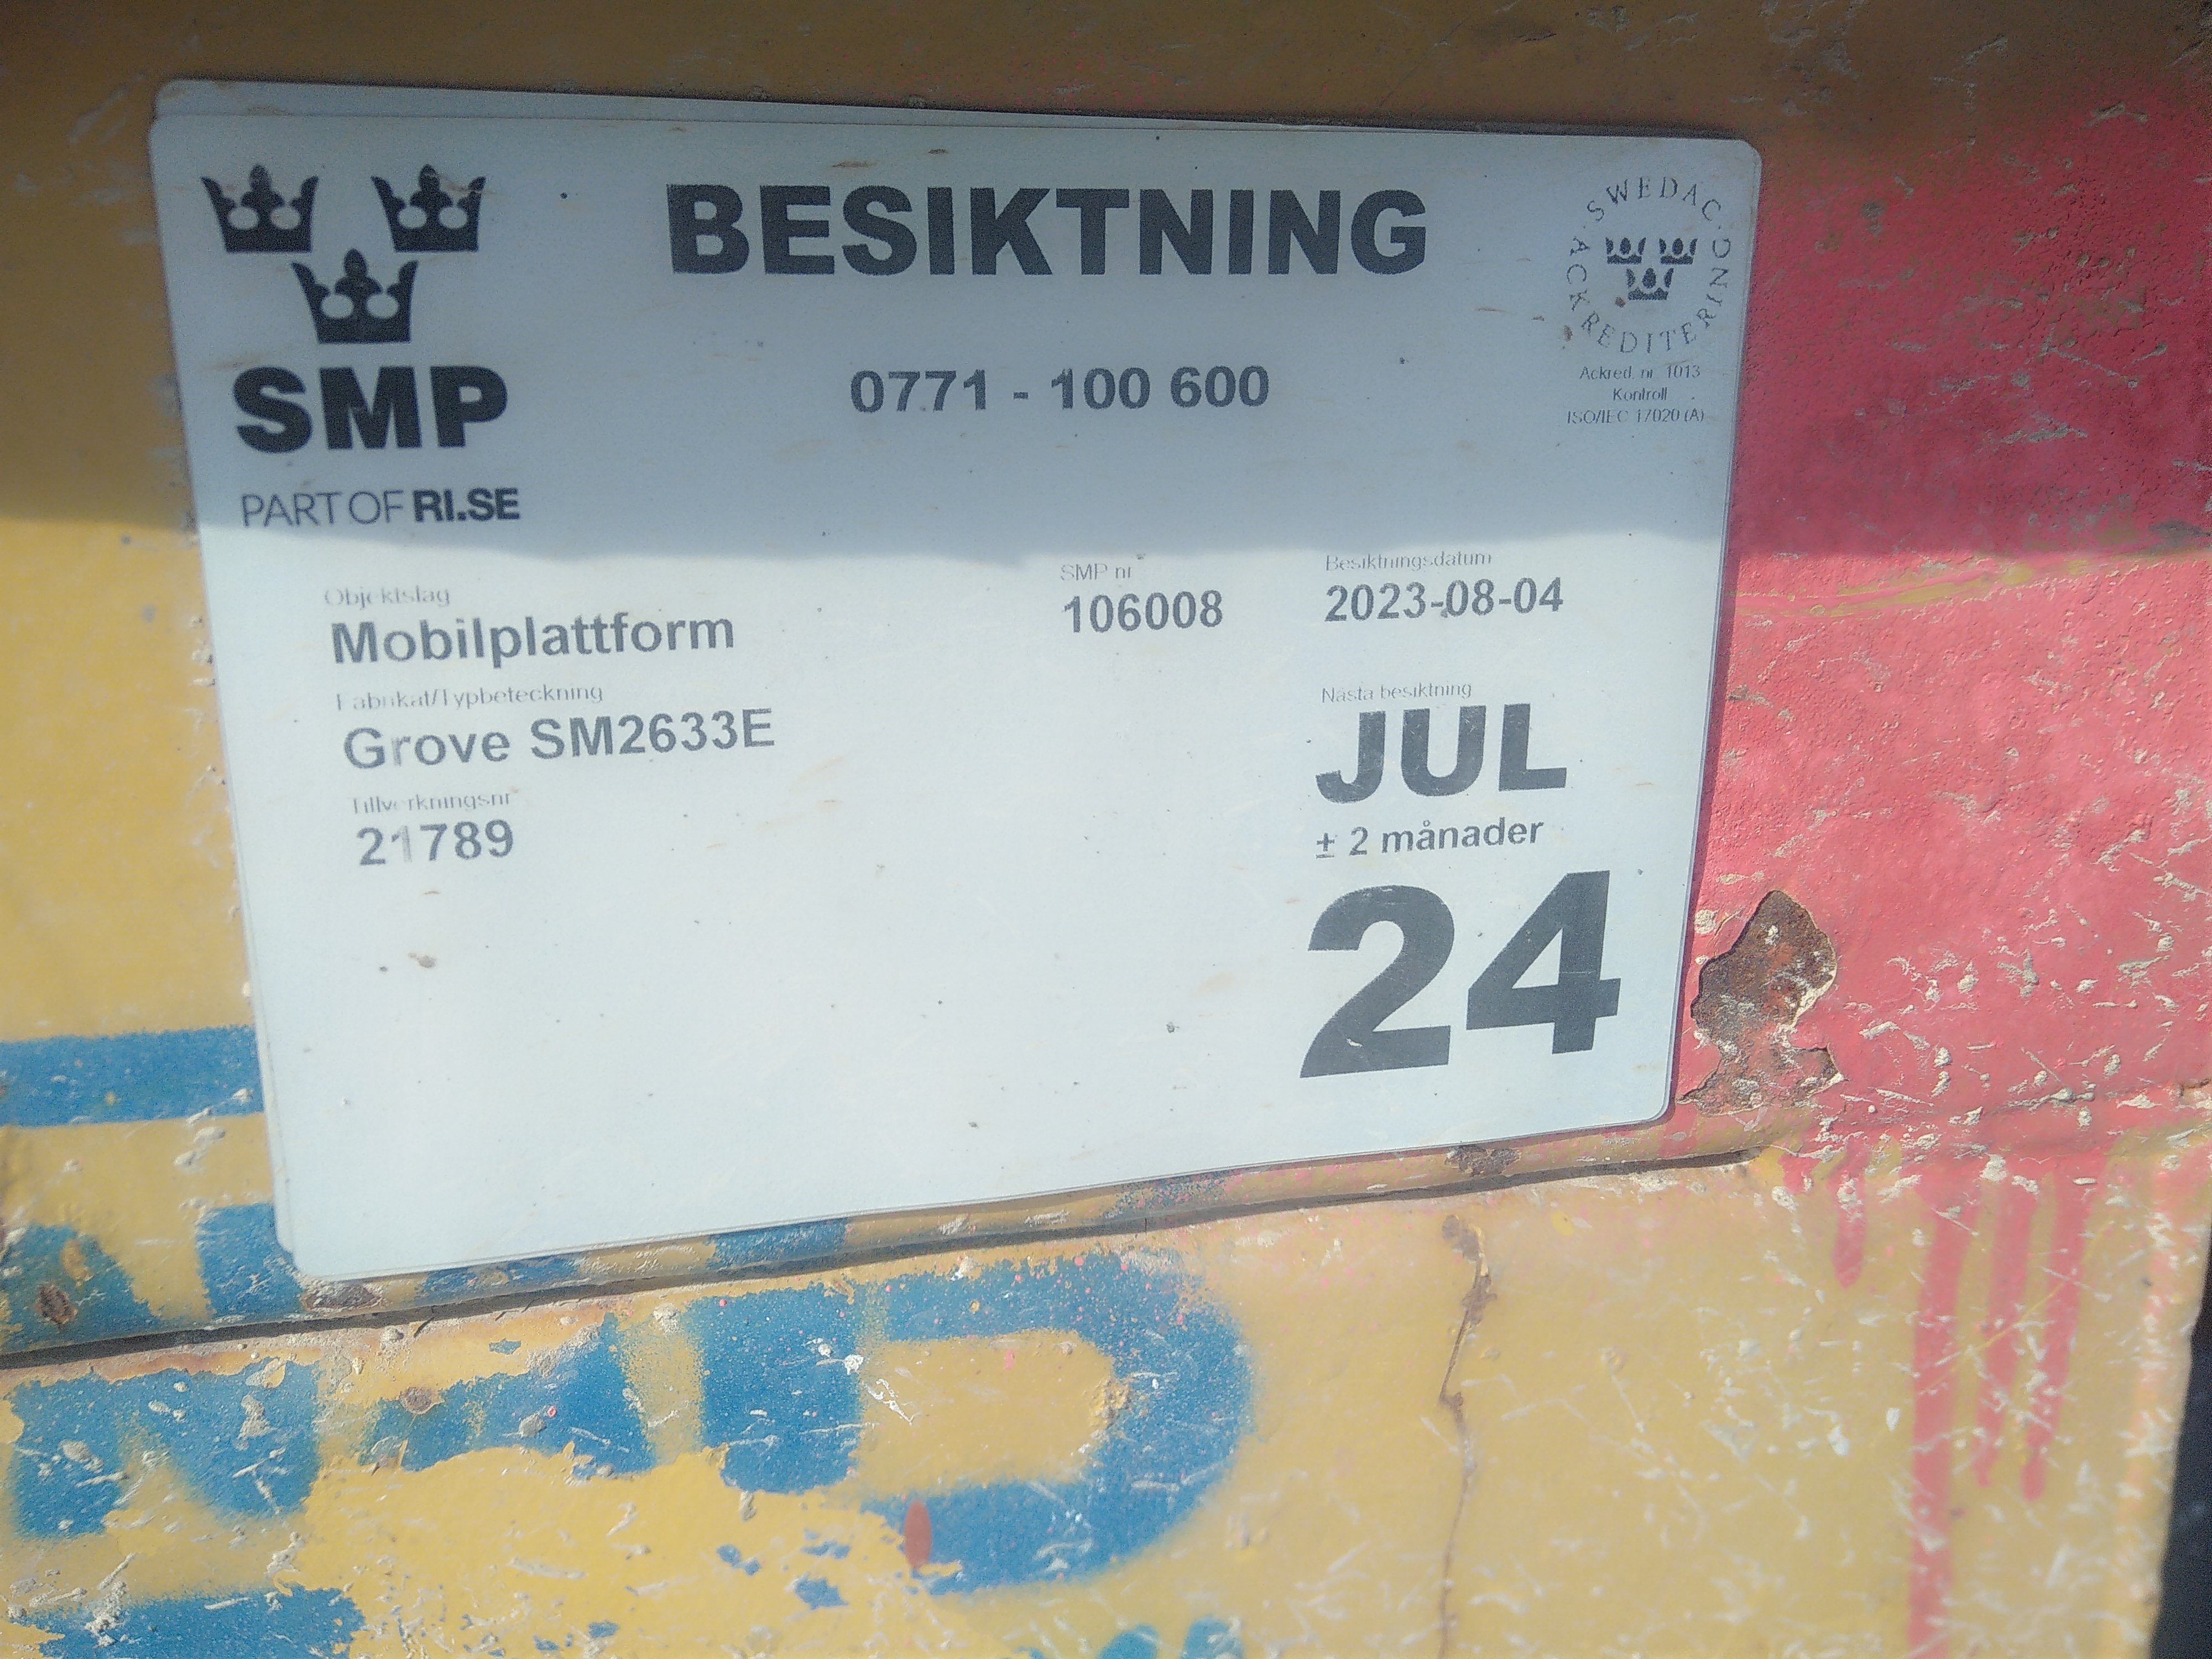 BESIKTNING
SWEDAC ACKREDITERING
Ackred. nr. 1013
Kontroll
ISO/IEC 17020 (A)
SMP
PART OF RI.SE
0771 - 100 600
Objektslag
Mobilplattform
SMP nr
106008
Besiktningsdatum
2023-08-04
Fabrikat/Typbeteckning
Grove SM2633E
Nästa besiktning
JUL
± 2 månader
24
Tillverkningsnr
21789